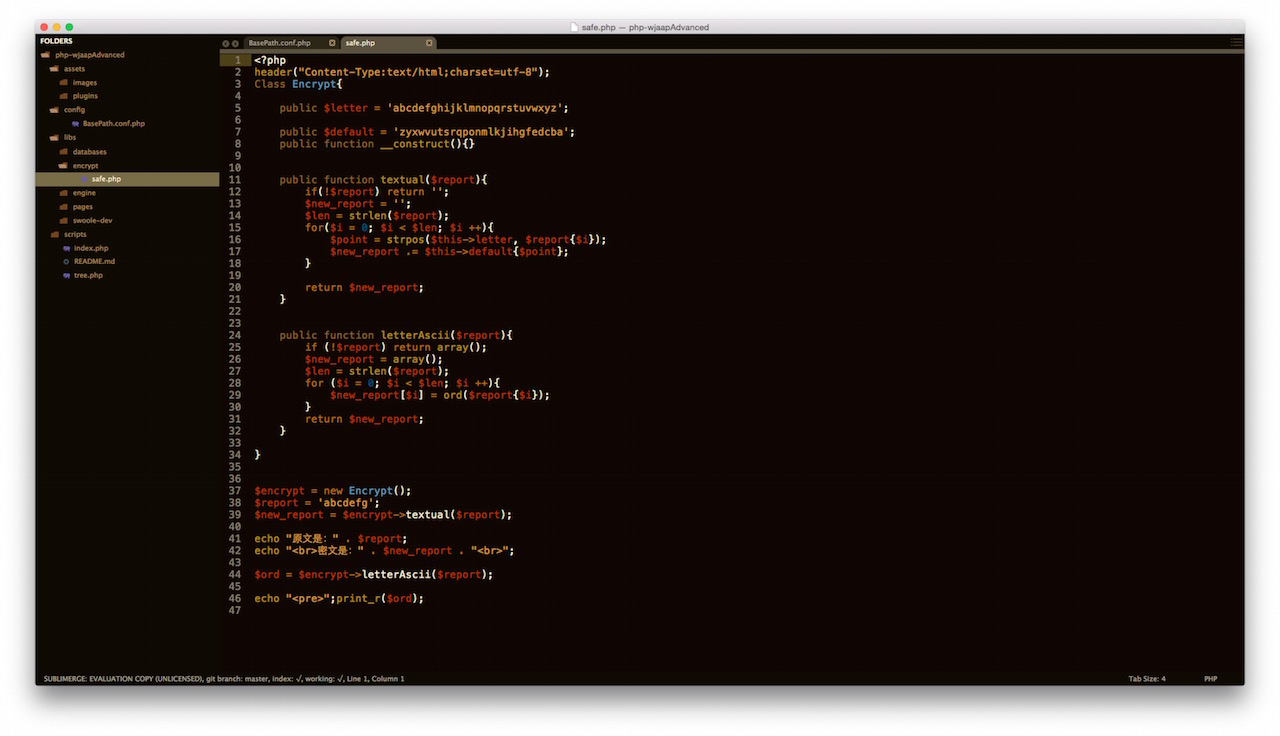 safe.php — php-wjaapAdvanced
FOLDERS
php-wjaapAdvanced
assets
images
plugins
config
BasePath.conf.php
libs
databases
encrypt
safe.php
engine
pages
swoole-dev
scripts
index.php
README.md
tree.php
BasePath.conf.php
safe.php
1 <?php
2 header("Content-Type:text/html;charset=utf-8");
3 Class Encrypt{
4
5 public $letter = 'abcdefghijklmnopqrstuvwxyz';
6
7 public $default = 'zyxwvutsrqponmlkjihgfedcba';
8 public function __construct(){}
9
10
11 public function textual($report){
12 if(!$report) return '';
13 $new_report = '';
14 $len = strlen($report);
15 for($i = 0; $i < $len; $i ++){
16 $point = strpos($this->letter, $report{$i});
17 $new_report .= $this->default{$point};
18 }
19
20 return $new_report;
21 }
22
23
24 public function letterAscii($report){
25 if (!$report) return array();
26 $new_report = array();
27 $len = strlen($report);
28 for ($i = 0; $i < $len; $i ++){
29 $new_report[$i] = ord($report{$i});
30 }
31 return $new_report;
32 }
33
34 }
35
36
37 $encrypt = new Encrypt();
38 $report = 'abcdefg';
39 $new_report = $encrypt->textual($report);
40
41 echo "原文是: " . $report;
42 echo "<br>密文是: " . $new_report . "<br>";
43
44 $ord = $encrypt->letterAscii($report);
45
46 echo "<pre>";print_r($ord);
47
SUBLIMERGE: EVALUATION COPY (UNLICENSED), git branch: master, index: √, working: √, Line 1, Column 1
Tab Size: 4
PHP